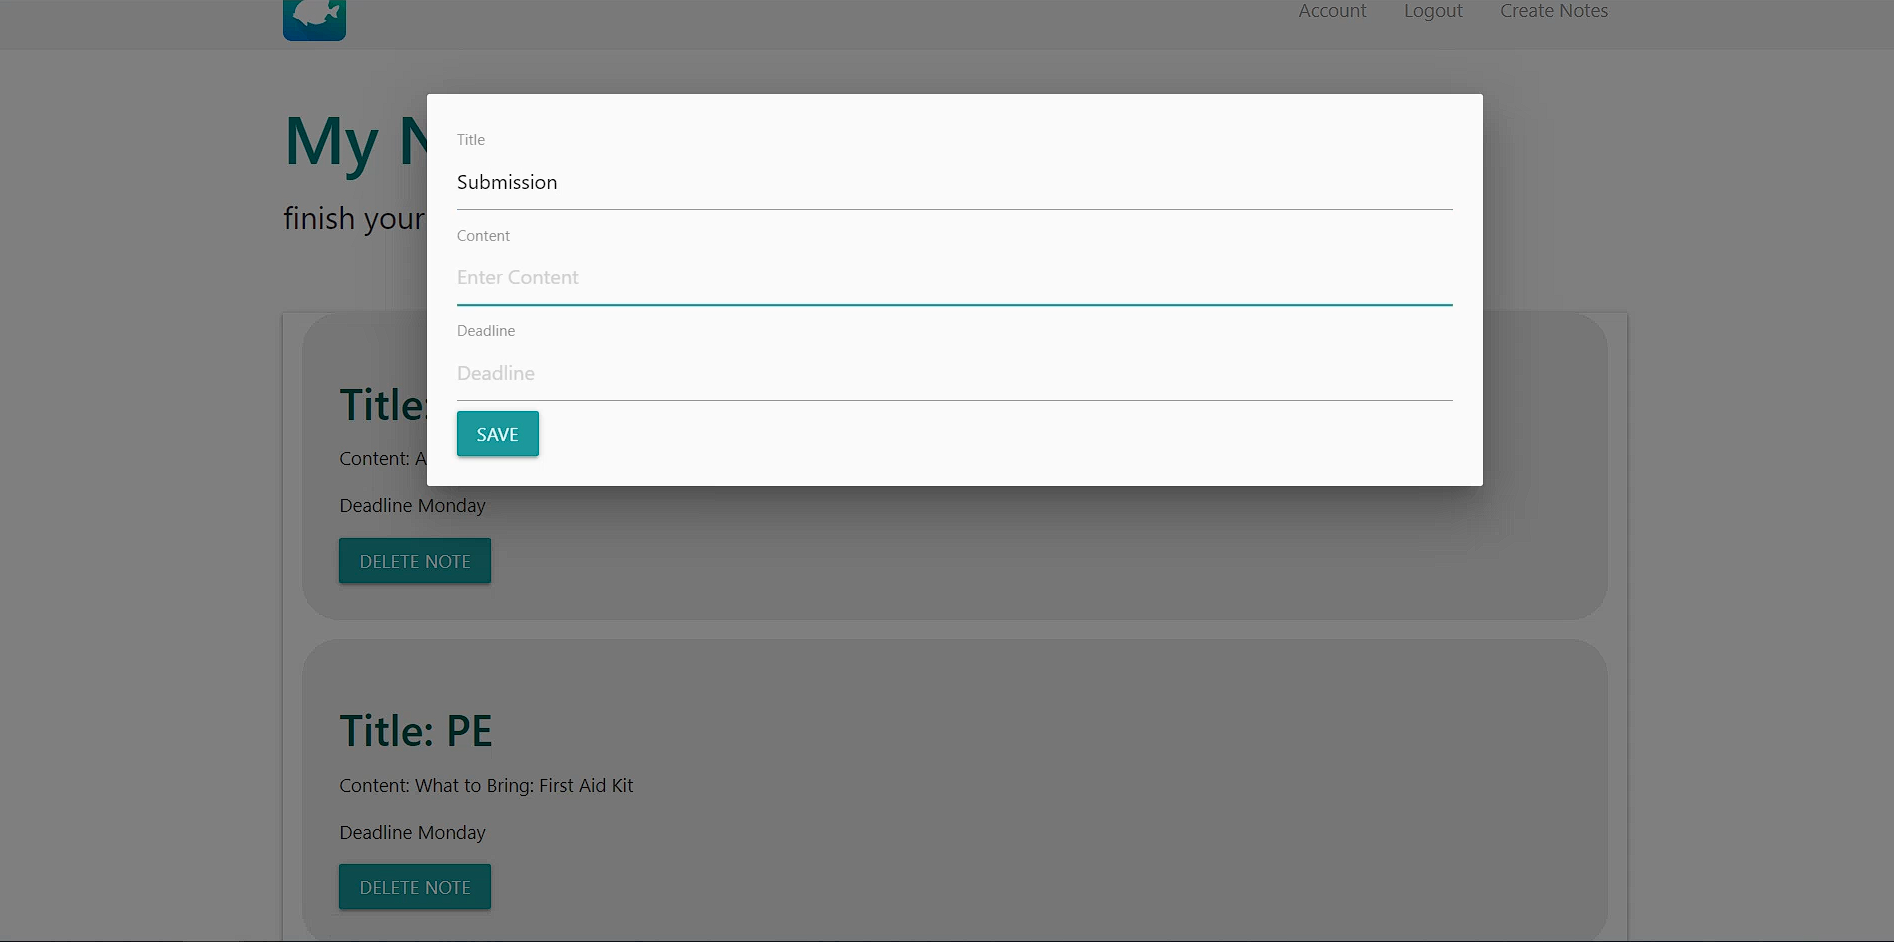 Account Logout Create Notes
My N
finish your
Title
Submission
Content
Enter Content
Deadline
Deadline
SAVE
Title:
Content: A
Deadline Monday
DELETE NOTE
Title: PE
Content: What to Bring: First Aid Kit
Deadline Monday
DELETE NOTE